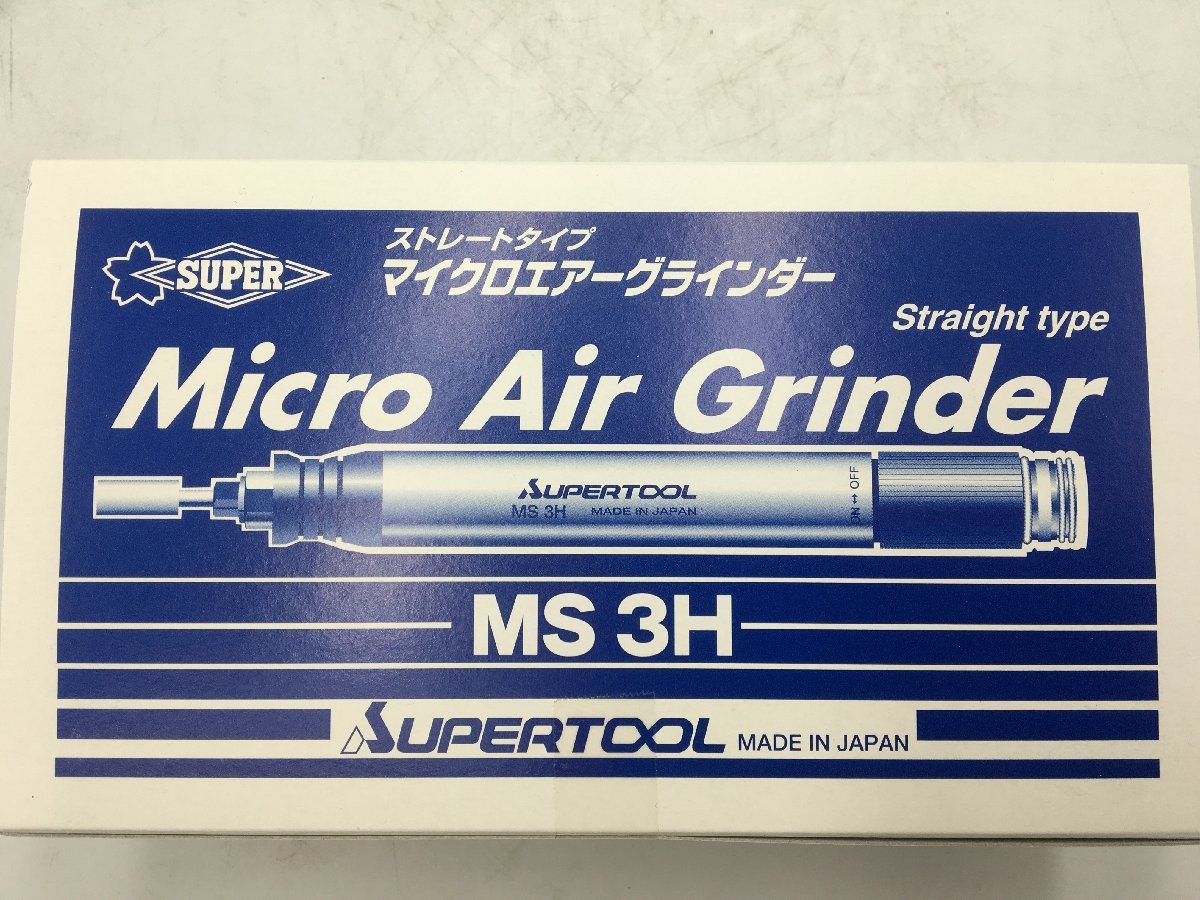 SUPER
ストレートタイプ
マイクロエアーグラインダー
Straight type
Micro Air Grinder
SUPERTOOL
MS 3H MADE IN JAPAN
ON ↔ OFF
MS 3H
SUPERTOOL MADE IN JAPAN